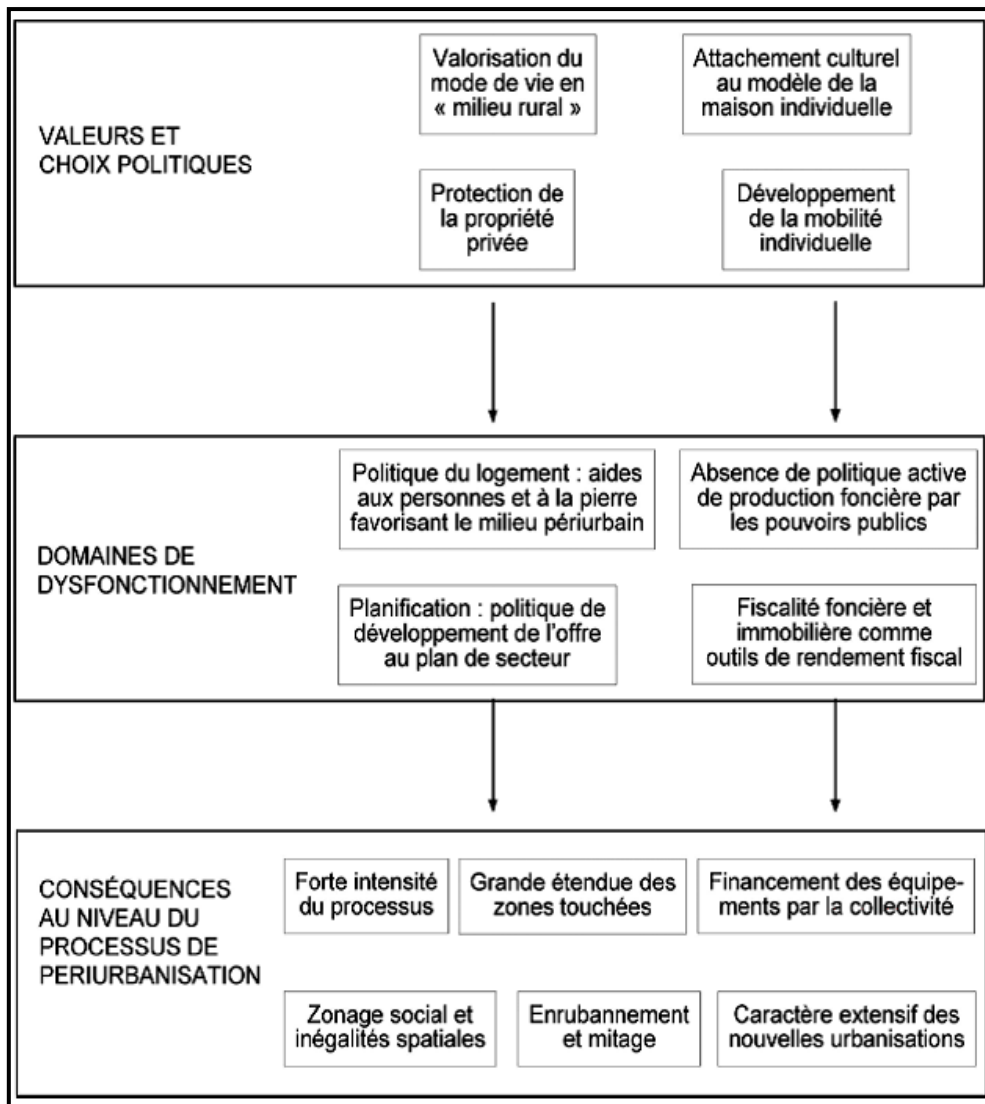 VALEURS ET
CHOIX POLITIQUES
Valorisation du
mode de vie en
« milieu rural »
Attachement culturel
au modèle de la
maison individuelle
Protection de
la propriété
privée
Développement
de la mobilité
individuelle
DOMAINES DE
DYSFONCTIONNEMENT
Politique du logement : aides
aux personnes et à la pierre
favorisant le milieu périurbain
Absence de politique active
de production foncière par
les pouvoirs publics
Planification : politique de
développement de l'offre
au plan de secteur
Fiscalité foncière et
immobilière comme
outils de rendement fiscal
CONSÉQUENCES
AU NIVEAU DU
PROCESSUS DE
PERIURBANISATION
Forte intensité
du processus
Grande étendue des
zones touchées
Financement des équipe-
ments par la collectivité
Zonage social et
inégalités spatiales
Enrubannement
et mitage
Caractère extensif des
nouvelles urbanisations